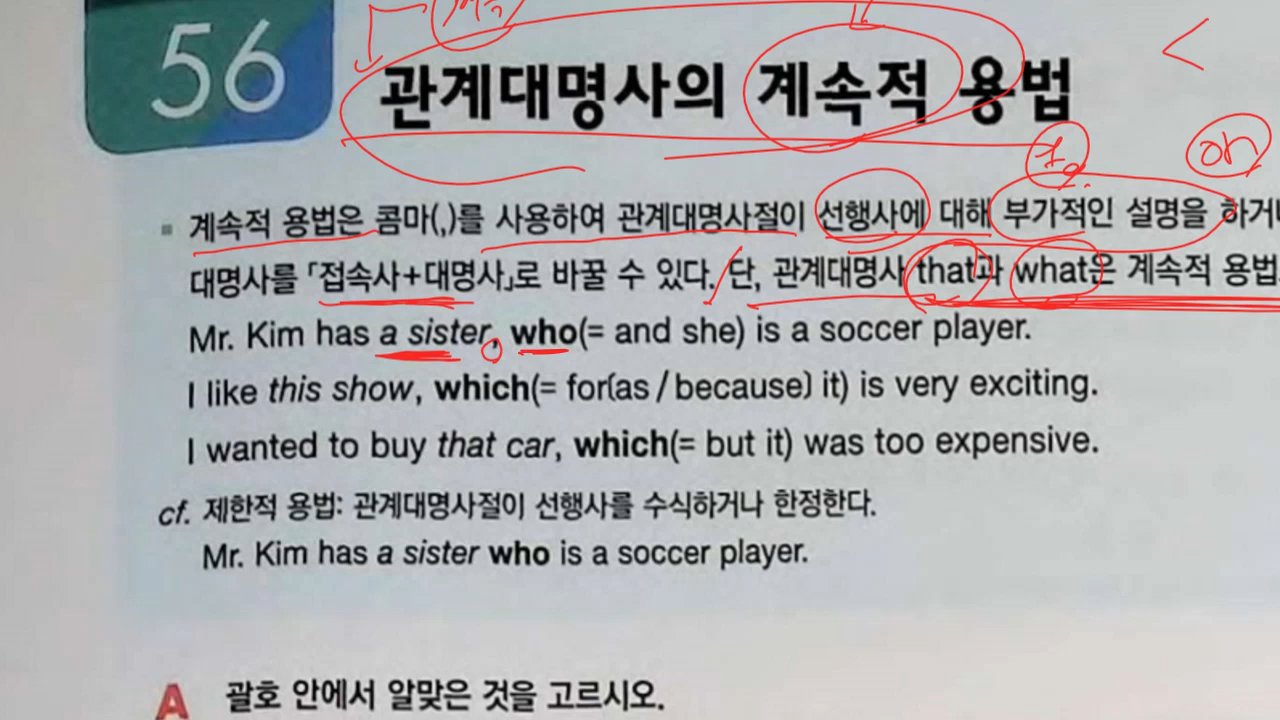 56 관계대명사의 계속적 용법
계속적 용법은 콤마(,)를 사용하여 관계대명사절이 선행사에 대해 부가적인 설명을
대명사를 「접속사+대명사」로 바꿀 수 있다. 단, 관계대명사 that과 what은 계속적 용법
Mr. Kim has a sister, who(= and she) is a soccer player.
I like this show, which(= for(as / because) it) is very exciting.
I wanted to buy that car, which(= but it) was too expensive.
cf. 제한적 용법: 관계대명사절이 선행사를 수식하거나 한정한다.
Mr. Kim has a sister who is a soccer player.
A 괄호 안에서 알맞은 것을 고르시오.